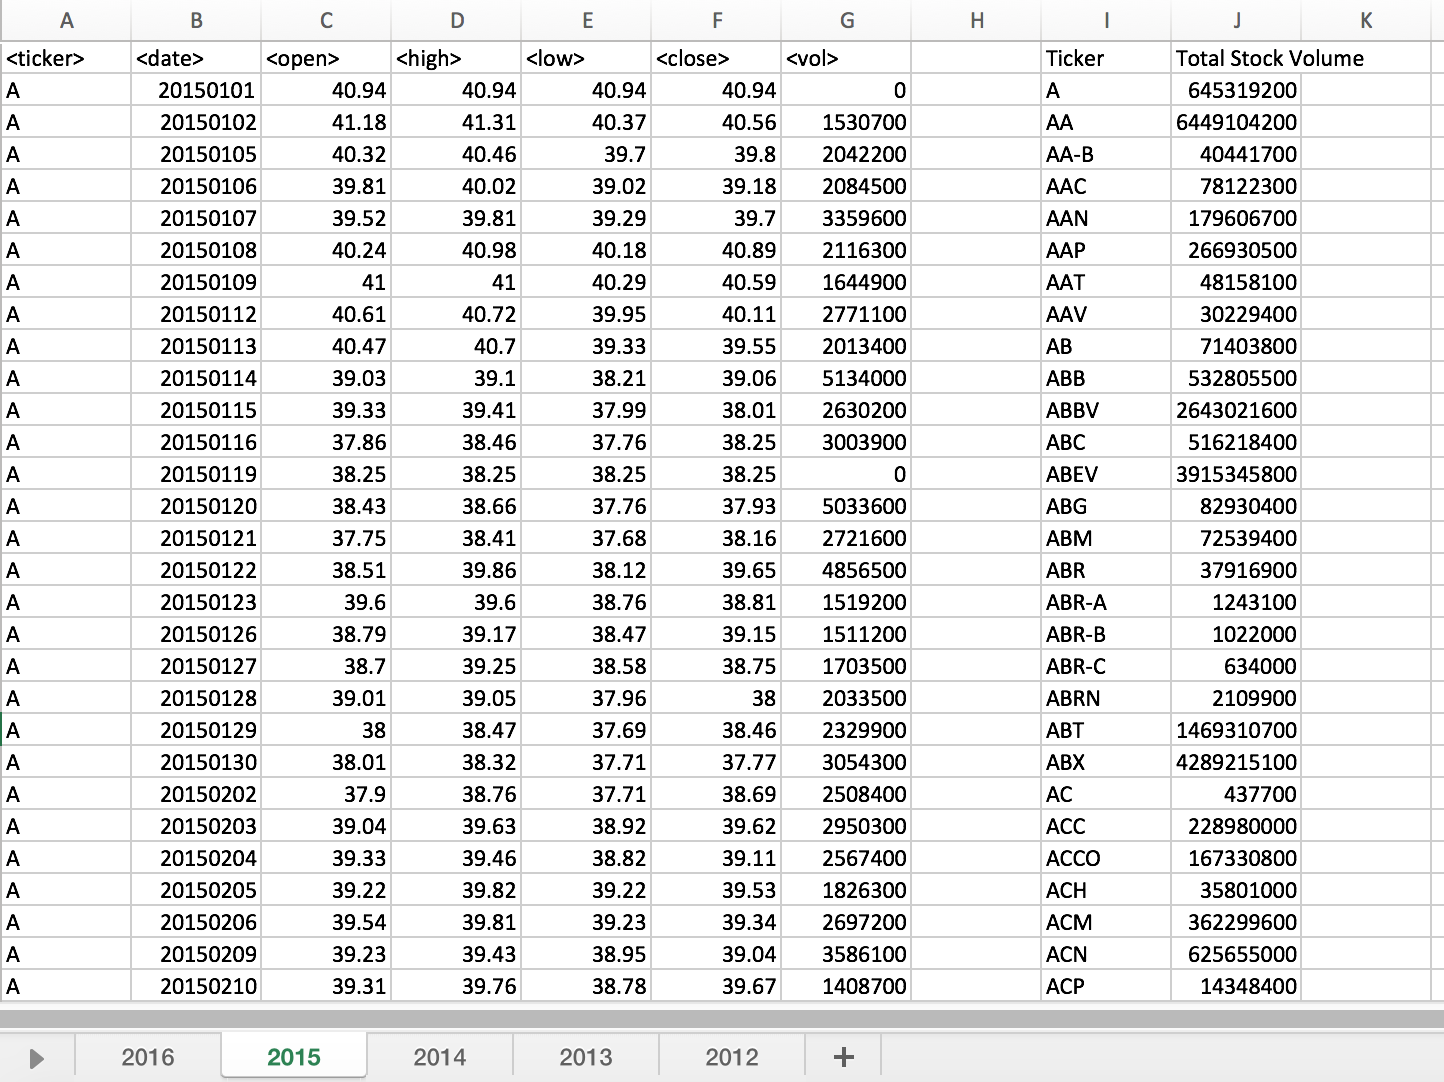 A B C D E F G H I J K
<ticker> <date> <open> <high> <low> <close> <vol> Ticker Total Stock Volume
A 20150101 40.94 40.94 40.94 40.94 0 A 645319200
A 20150102 41.18 41.31 40.37 40.56 1530700 AA 6449104200
A 20150105 40.32 40.46 39.7 39.8 2042200 AA-B 40441700
A 20150106 39.81 40.02 39.02 39.18 2084500 AAC 78122300
A 20150107 39.52 39.81 39.29 39.7 3359600 AAN 179606700
A 20150108 40.24 40.98 40.18 40.89 2116300 AAP 266930500
A 20150109 41 41 40.29 40.59 1644900 AAT 48158100
A 20150112 40.61 40.72 39.95 40.11 2771100 AAV 30229400
A 20150113 40.47 40.7 39.33 39.55 2013400 AB 71403800
A 20150114 39.03 39.1 38.21 39.06 5134000 ABB 532805500
A 20150115 39.33 39.41 37.99 38.01 2630200 ABBV 2643021600
A 20150116 37.86 38.46 37.76 38.25 3003900 ABC 516218400
A 20150119 38.25 38.25 38.25 38.25 0 ABEV 3915345800
A 20150120 38.43 38.66 37.76 37.93 5033600 ABG 82930400
A 20150121 37.75 38.41 37.68 38.16 2721600 ABM 72539400
A 20150122 38.51 39.86 38.12 39.65 4856500 ABR 37916900
A 20150123 39.6 39.6 38.76 38.81 1519200 ABR-A 1243100
A 20150126 38.79 39.17 38.47 39.15 1511200 ABR-B 1022000
A 20150127 38.7 39.25 38.58 38.75 1703500 ABR-C 634000
A 20150128 39.01 39.05 37.96 38 2033500 ABRN 2109900
A 20150129 38 38.47 37.69 38.46 2329900 ABT 1469310700
A 20150130 38.01 38.32 37.71 37.77 3054300 ABX 4289215100
A 20150202 37.9 38.76 37.71 38.69 2508400 AC 437700
A 20150203 39.04 39.63 38.92 39.62 2950300 ACC 228980000
A 20150204 39.33 39.46 38.82 39.11 2567400 ACCO 167330800
A 20150205 39.22 39.82 39.22 39.53 1826300 ACH 35801000
A 20150206 39.54 39.81 39.23 39.34 2697200 ACM 362299600
A 20150209 39.23 39.43 38.95 39.04 3586100 ACN 625655000
A 20150210 39.31 39.76 38.78 39.67 1408700 ACP 14348400
2016 2015 2014 2013 2012 +